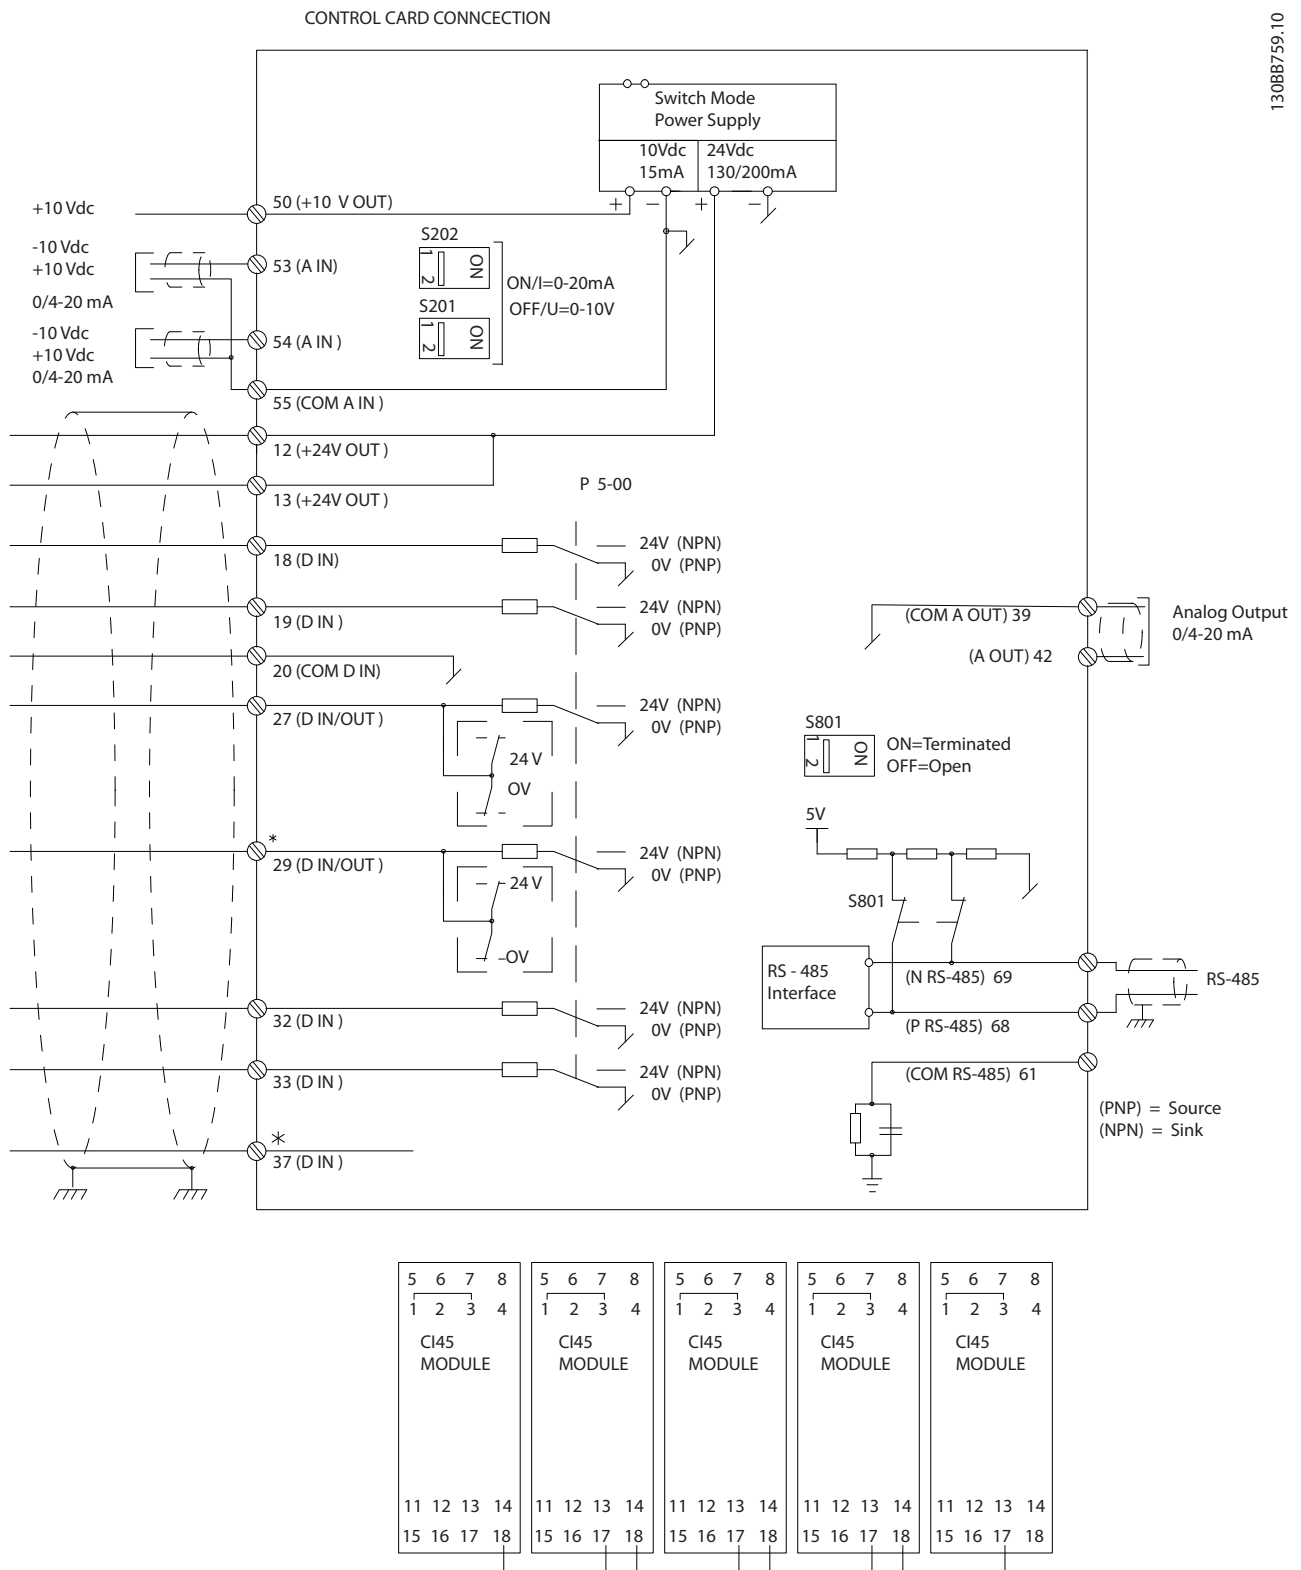 CONTROL CARD CONNCECTION
130BB759.10
Switch Mode
Power Supply
10Vdc
15mA
24Vdc
130/200mA
+ − + −
+10 Vdc
50 (+10 V OUT)
-10 Vdc
+10 Vdc
0/4-20 mA
53 (A IN)
S202
1 2 ON
ON/I=0-20mA
OFF/U=0-10V
S201
1 2 ON
-10 Vdc
+10 Vdc
0/4-20 mA
54 (A IN )
55 (COM A IN )
12 (+24V OUT )
13 (+24V OUT )
P 5-00
18 (D IN)
24V (NPN)
0V (PNP)
19 (D IN )
24V (NPN)
0V (PNP)
20 (COM D IN)
27 (D IN/OUT )
24V (NPN)
0V (PNP)
24 V
OV
*
29 (D IN/OUT )
24V (NPN)
0V (PNP)
24 V
OV
32 (D IN )
24V (NPN)
0V (PNP)
33 (D IN )
24V (NPN)
0V (PNP)
*
37 (D IN )
(COM A OUT) 39
(A OUT) 42
Analog Output
0/4-20 mA
S801
1 2 ON
ON=Terminated
OFF=Open
5V
S801
RS - 485
Interface
(N RS-485) 69
(P RS-485) 68
RS-485
(COM RS-485) 61
(PNP) = Source
(NPN) = Sink
5 6 7 8
1 2 3 4
CI45
MODULE
11 12 13 14
15 16 17 18
5 6 7 8
1 2 3 4
CI45
MODULE
11 12 13 14
15 16 17 18
5 6 7 8
1 2 3 4
CI45
MODULE
11 12 13 14
15 16 17 18
5 6 7 8
1 2 3 4
CI45
MODULE
11 12 13 14
15 16 17 18
5 6 7 8
1 2 3 4
CI45
MODULE
11 12 13 14
15 16 17 18